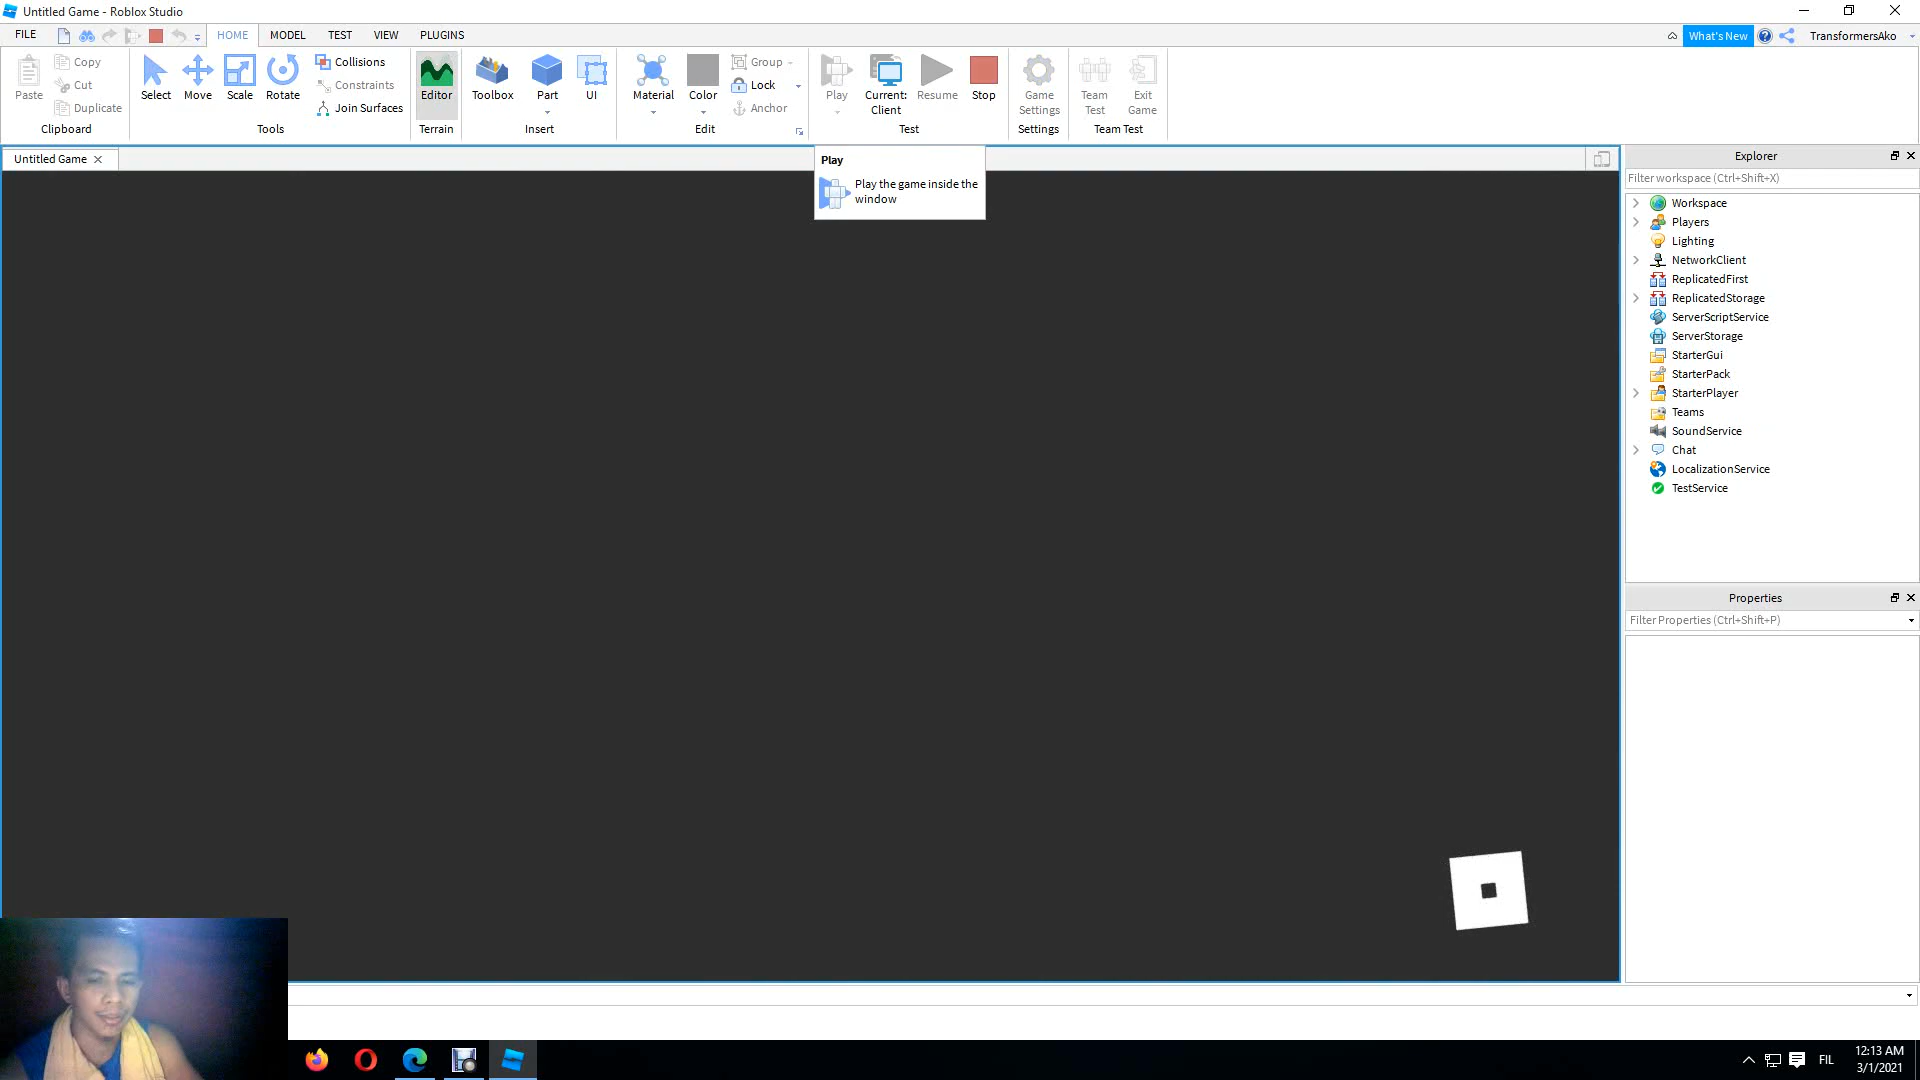 Untitled Game - Roblox Studio
FILE HOME MODEL TEST VIEW PLUGINS What's New TransformersAko
Paste Copy Cut Duplicate Clipboard
Select Move Scale Rotate Collisions Constraints Join Surfaces Tools
Editor Terrain
Toolbox Part UI Insert
Material Color Group Lock Anchor Edit
Play Current: Client Resume Stop Test
Game Settings Settings
Team Test Exit Game Team Test
Untitled Game
Play
Play the game inside the
window
Explorer
Filter workspace (Ctrl+Shift+X)
Workspace
Players
Lighting
NetworkClient
ReplicatedFirst
ReplicatedStorage
ServerScriptService
ServerStorage
StarterGui
StarterPack
StarterPlayer
Teams
SoundService
Chat
LocalizationService
TestService
Properties
Filter Properties (Ctrl+Shift+P)
FIL
12:13 AM
3/1/2021